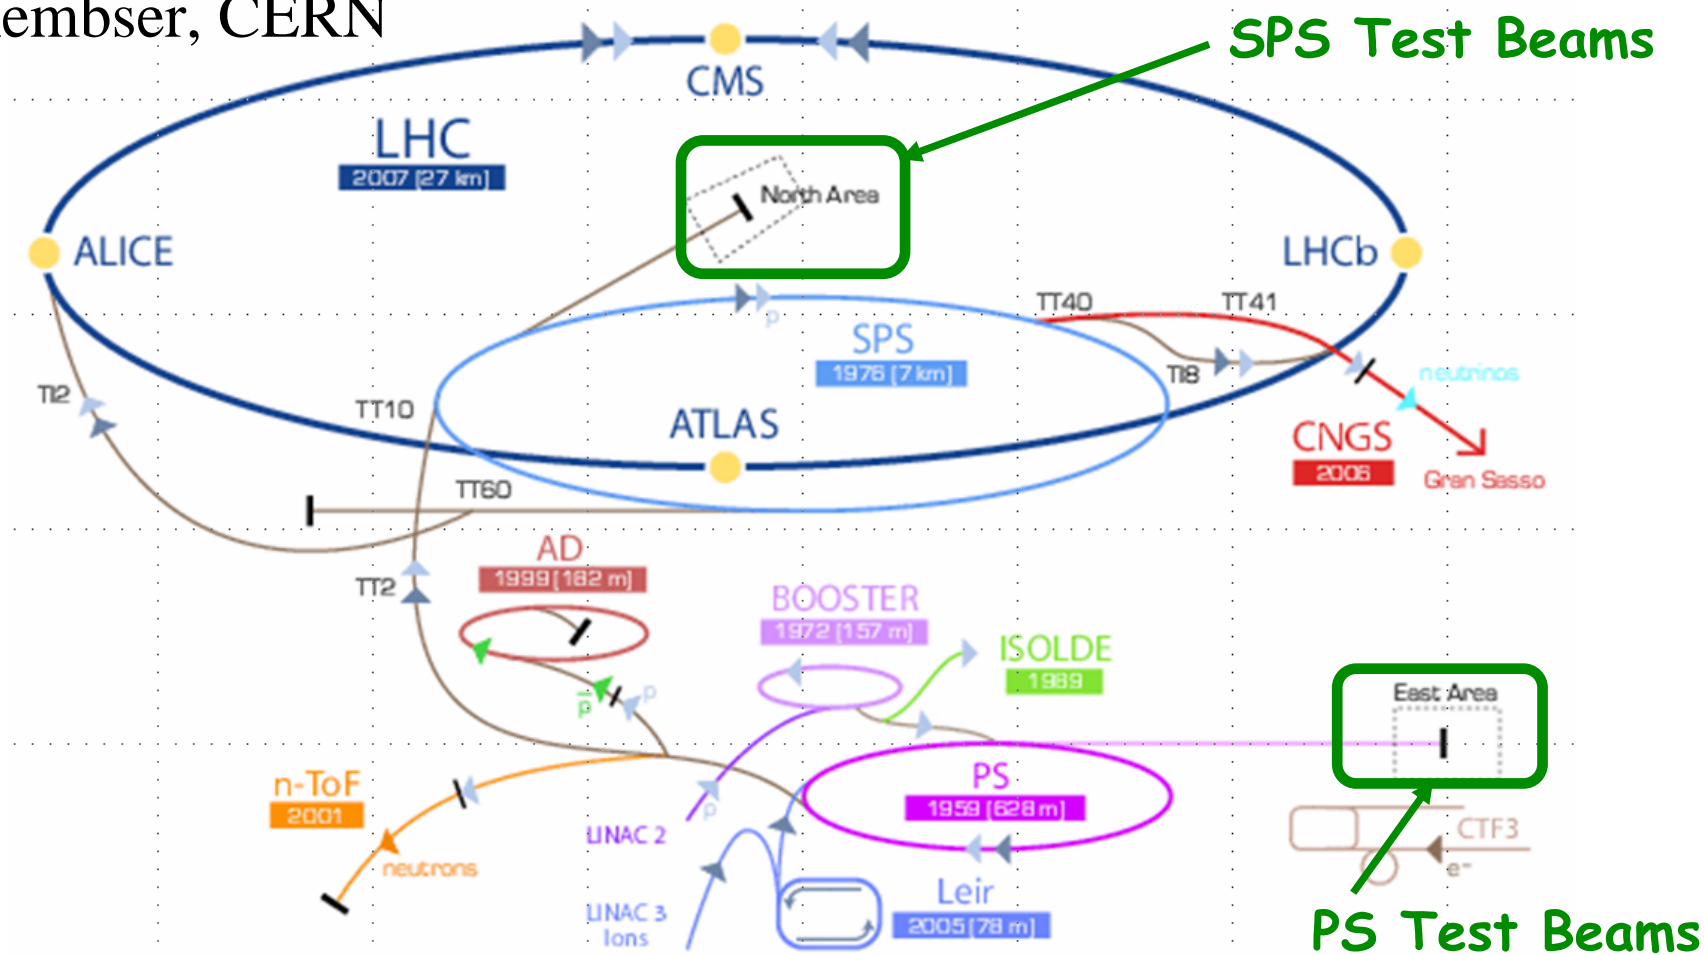 embser, CERN
SPS Test Beams
CMS
LHC
2007 [27 km]
North Area
ALICE
LHCb
TT40
TT41
p
SPS
1976 [7 km]
TI8
neutrinos
TI2
TT10
ATLAS
CNGS
2006
Gran Sasso
TT60
AD
1999 [182 m]
TT2
BOOSTER
1972 [157 m]
ISOLDE
1989
East Area
p
p̅
n-ToF
2001
PS
1959 [628 m]
p
LINAC 2
CTF3
neutrons
e-
Leir
2005 [78 m]
LINAC 3
Ions
PS Test Beams